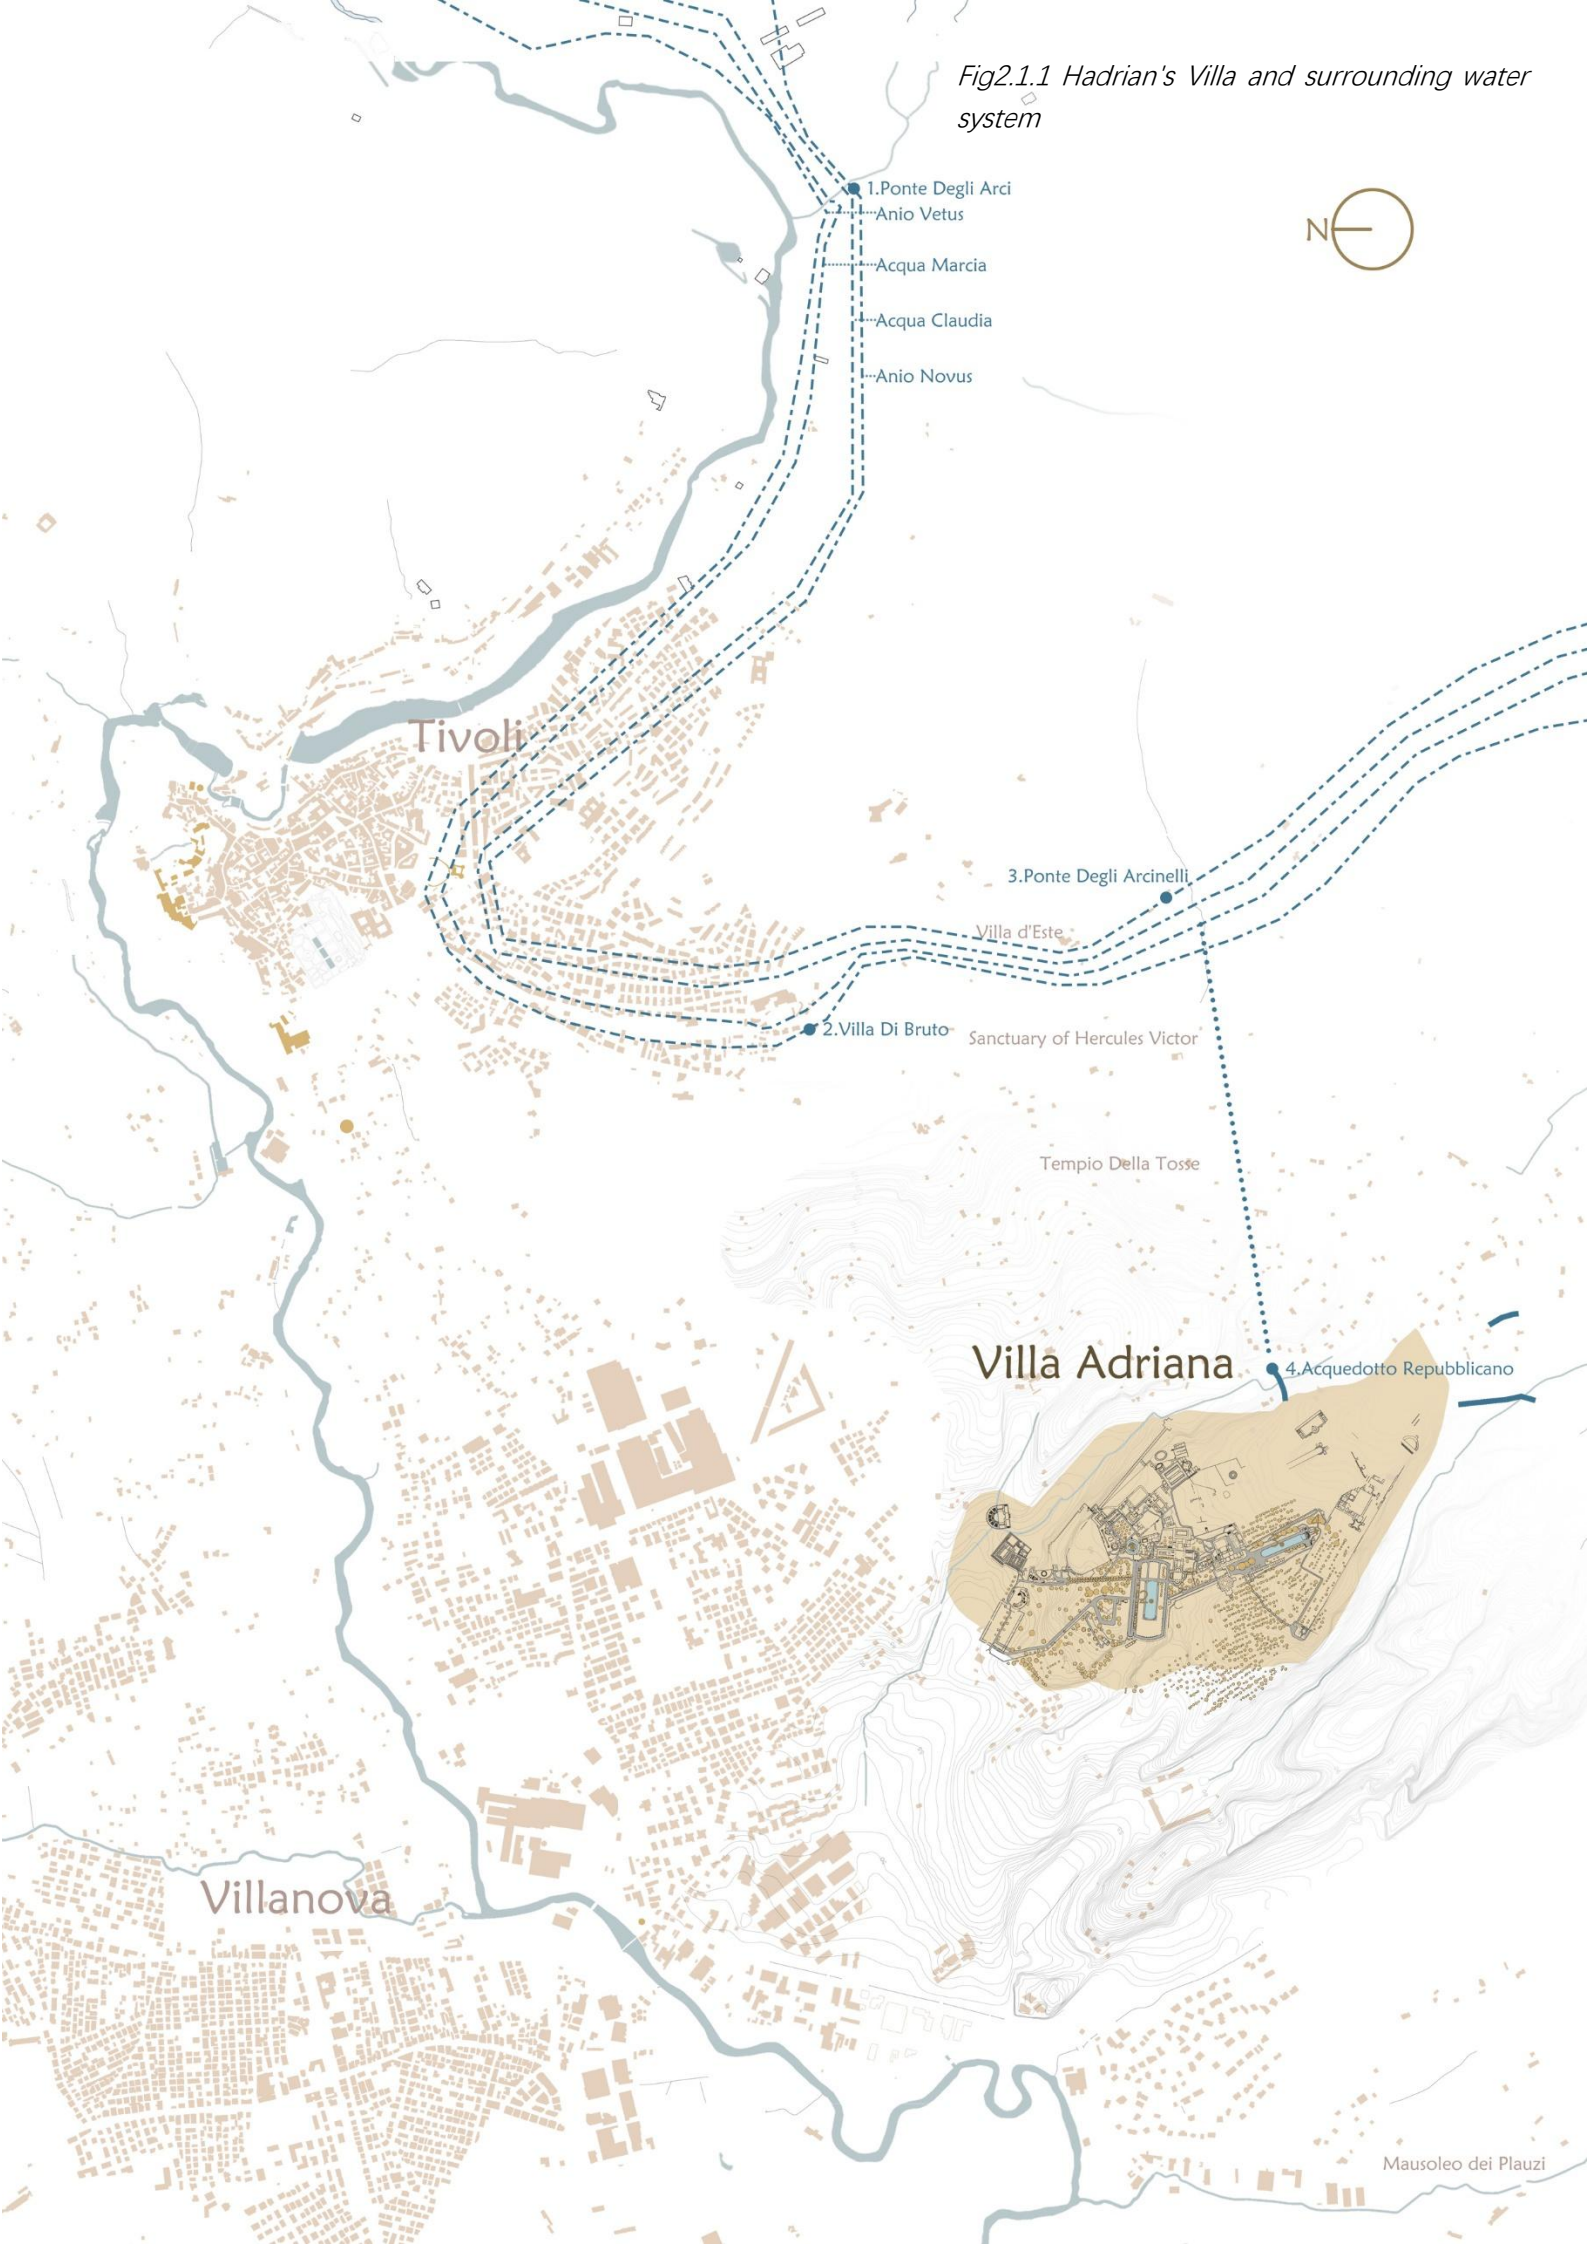 Fig2.1.1 Hadrian's Villa and surrounding water
system
1.Ponte Degli Arci
Anio Vetus
N
Acqua Marcia
Acqua Claudia
Anio Novus
Tivoli
3.Ponte Degli Arcinelli
Villa d'Este
2.Villa Di Bruto
Sanctuary of Hercules Victor
Tempio Della Tosse
Villa Adriana
4.Acquedotto Repubblicano
Villanova
Mausoleo dei Plauzi